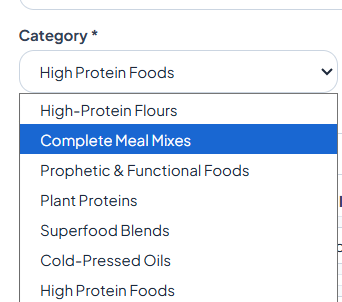 Category *
High Protein Foods
High-Protein Flours
Complete Meal Mixes
Prophetic & Functional Foods
Plant Proteins
Superfood Blends
Cold-Pressed Oils
High Protein Foods